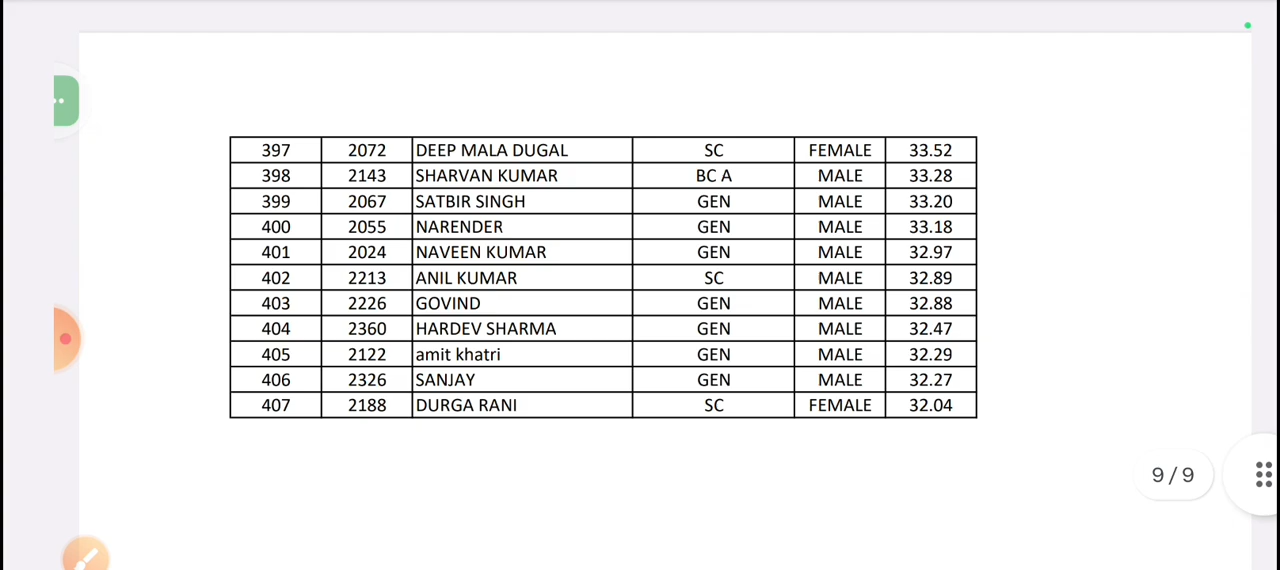 397 2072 DEEP MALA DUGAL SC FEMALE 33.52
398 2143 SHARVAN KUMAR BC A MALE 33.28
399 2067 SATBIR SINGH GEN MALE 33.20
400 2055 NARENDER GEN MALE 33.18
401 2024 NAVEEN KUMAR GEN MALE 32.97
402 2213 ANIL KUMAR SC MALE 32.89
403 2226 GOVIND GEN MALE 32.88
404 2360 HARDEV SHARMA GEN MALE 32.47
405 2122 amit khatri GEN MALE 32.29
406 2326 SANJAY GEN MALE 32.27
407 2188 DURGA RANI SC FEMALE 32.04
9 / 9